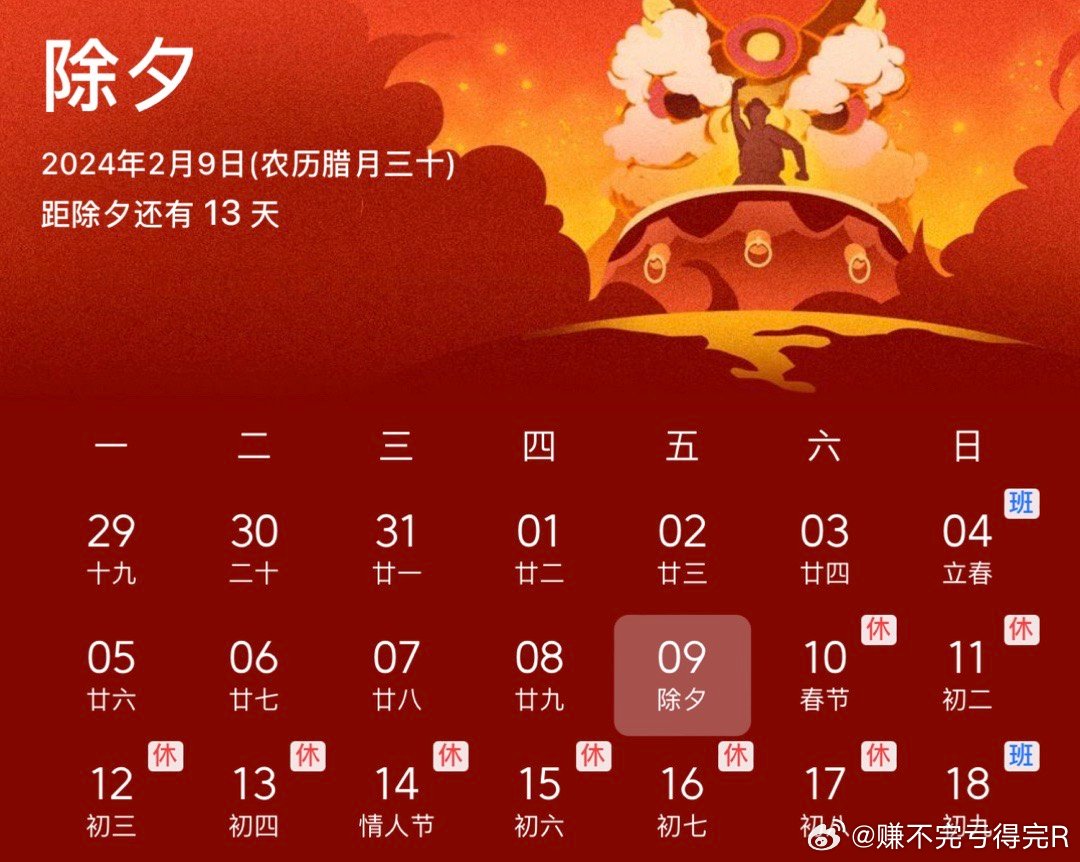 除夕
2024年2月9日(农历腊月三十)
距除夕还有 13 天
一 二 三 四 五 六 日
班
29 30 31 01 02 03 04
十九 二十 廿一 廿二 廿三 廿四 立春
休 休
05 06 07 08 09 10 11
廿六 廿七 廿八 廿九 除夕 春节 初二
休 休 休 休 休 休 班
12 13 14 15 16 17 18
初三 初四 情人节 初六 初七 初八 初九
@赚不完亏得完R